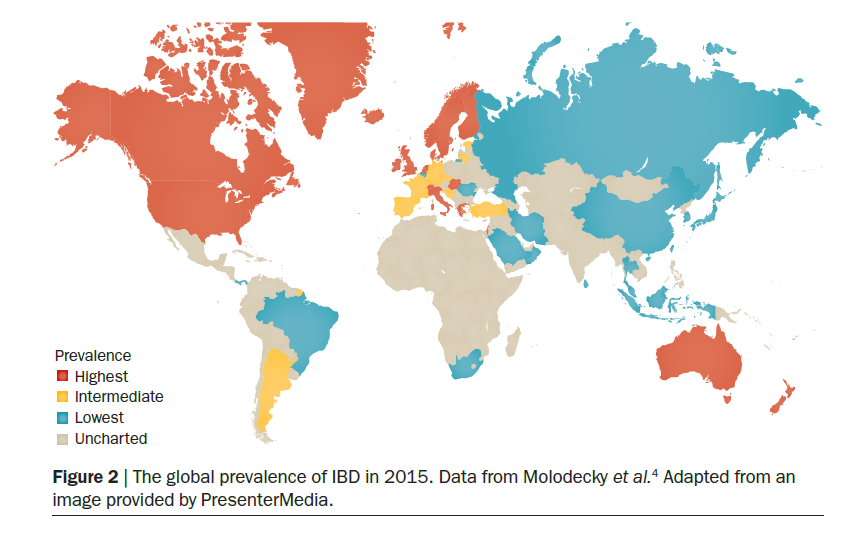 Prevalence
Highest
Intermediate
Lowest
Uncharted
Figure 2 | The global prevalence of IBD in 2015. Data from Molodecky et al.⁴ Adapted from an
image provided by PresenterMedia.